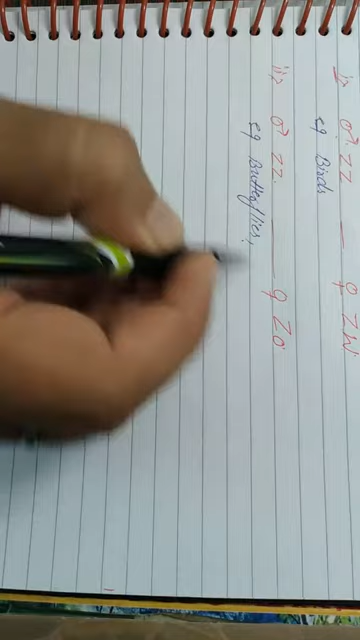 i> ♂ ZZ — ♀ ZW
eg Birds
ii> ♂ ZZ — ♀ ZO
eg Butterflies,